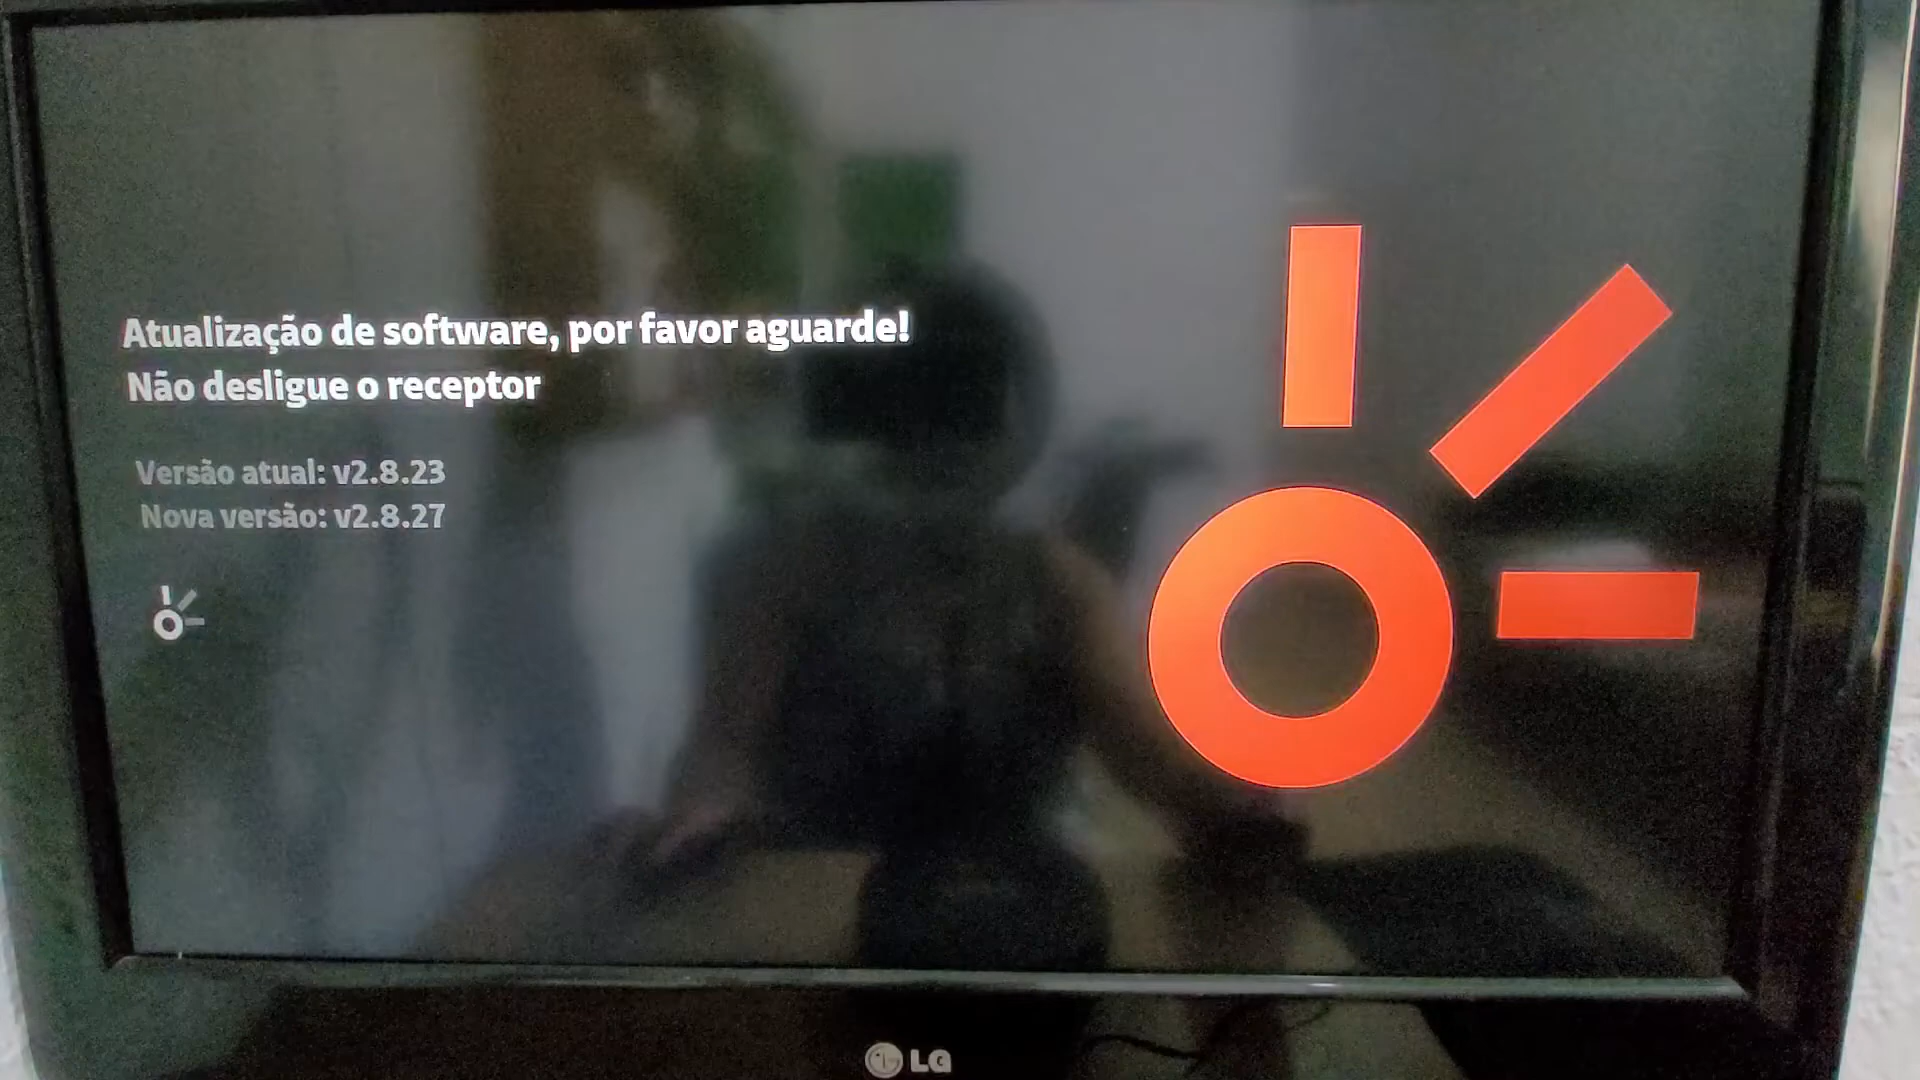 Atualização de software, por favor aguarde!
Não desligue o receptor
Versão atual: v2.8.23
Nova versão: v2.8.27
LG